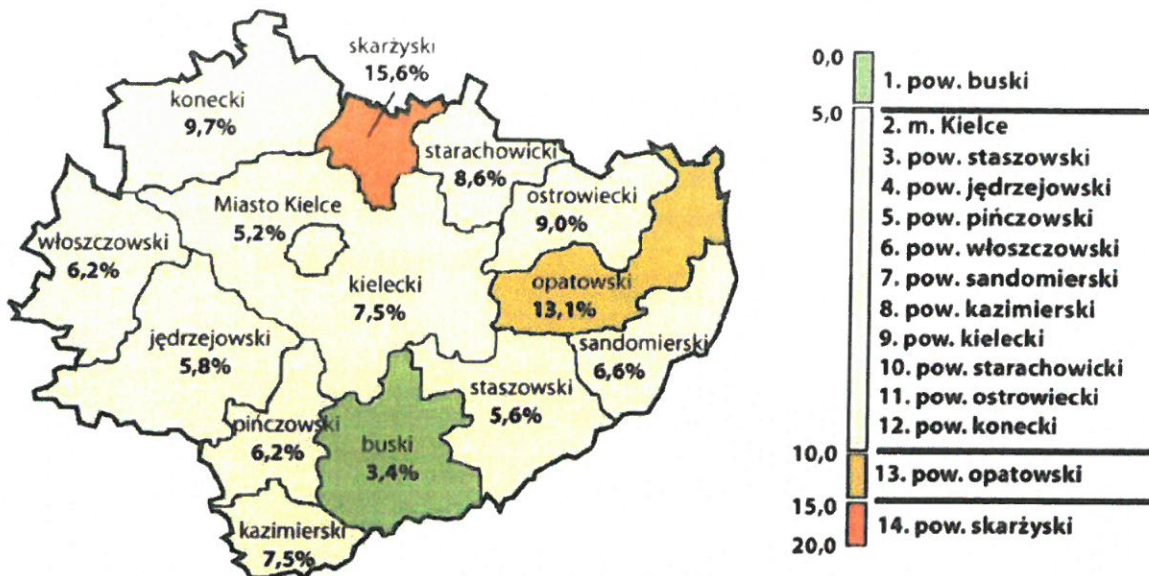 skarżyski
15,6%
konecki
9,7%
starachowicki
8,6%
ostrowiecki
9,0%
Miasto Kielce
5,2%
włoszczowski
6,2%
kielecki
7,5%
opatowski
13,1%
jędrzejowski
5,8%
sandomierski
6,6%
staszowski
5,6%
pińczowski
6,2%
buski
3,4%
kazimierski
7,5%
0,0
1. pow. buski
5,0
2. m. Kielce
3. pow. staszowski
4. pow. jędrzejowski
5. pow. pińczowski
6. pow. włoszczowski
7. pow. sandomierski
8. pow. kazimierski
9. pow. kielecki
10. pow. starachowicki
11. pow. ostrowiecki
12. pow. konecki
10,0
13. pow. opatowski
15,0
14. pow. skarżyski
20,0